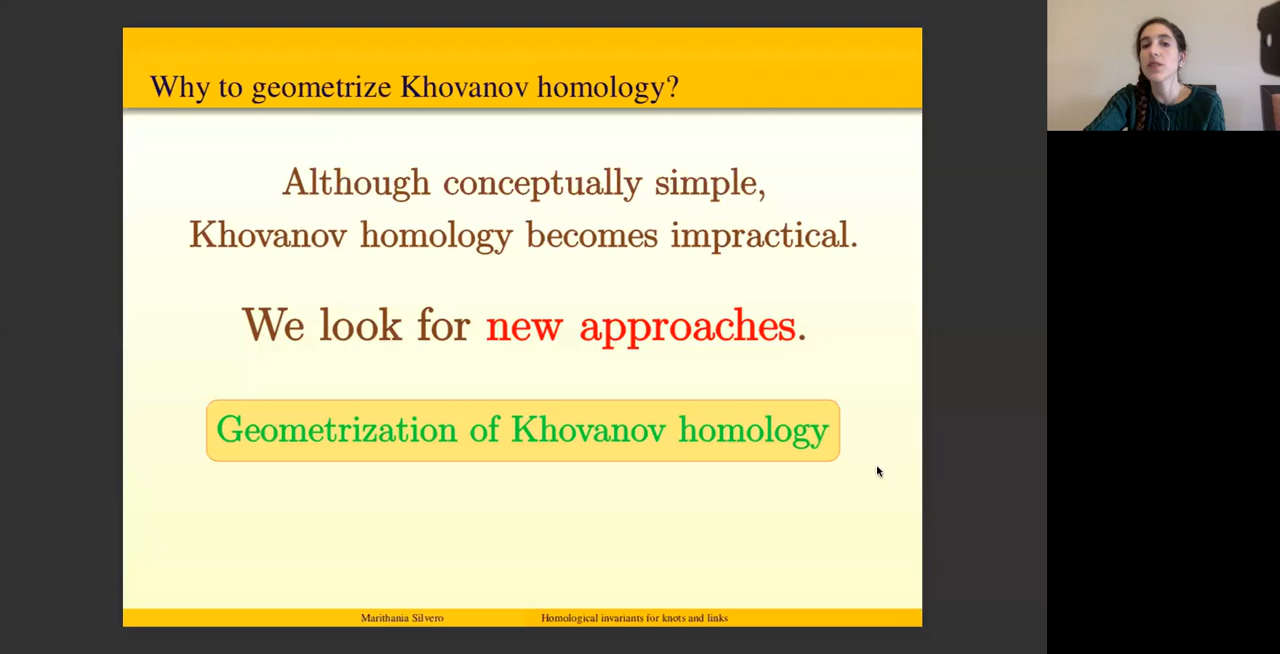 Why to geometrize Khovanov homology?
Although conceptually simple,
Khovanov homology becomes impractical.
We look for new approaches.
Geometrization of Khovanov homology
Marithania Silvero Homological invariants for knots and links